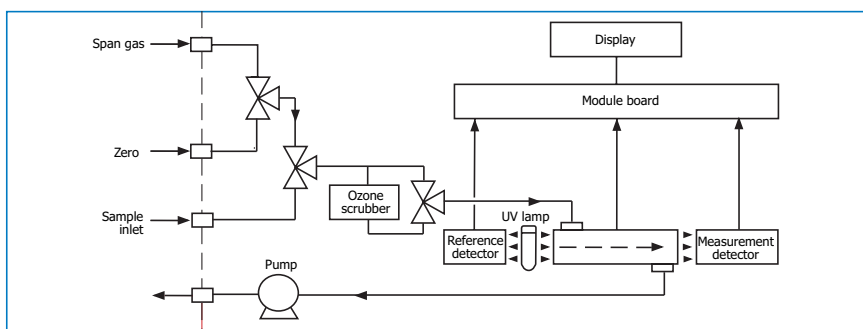 Span gas
Display
Module board
Zero
Ozone
scrubber
Sample
inlet
UV lamp
Reference
detector
Measurement
detector
Pump